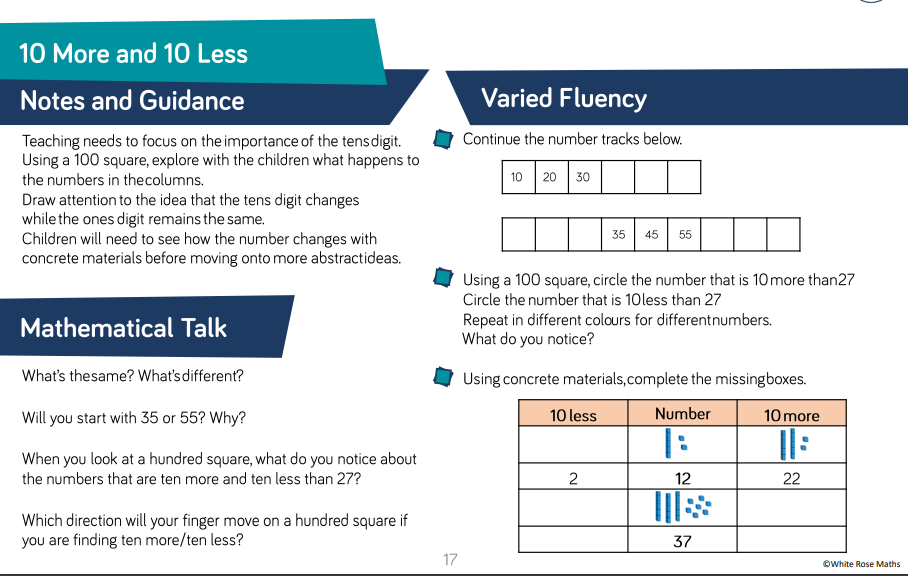 10 More and 10 Less
Notes and Guidance
Teaching needs to focus on the importance of the tens digit.
Using a 100 square, explore with the children what happens to
the numbers in the columns.
Draw attention to the idea that the tens digit changes
while the ones digit remains the same.
Children will need to see how the number changes with
concrete materials before moving onto more abstract ideas.
Mathematical Talk
What's the same? What's different?
Will you start with 35 or 55? Why?
When you look at a hundred square, what do you notice about
the numbers that are ten more and ten less than 27?
Which direction will your finger move on a hundred square if
you are finding ten more/ten less?
Varied Fluency
Continue the number tracks below.
10 20 30
35 45 55
Using a 100 square, circle the number that is 10 more than 27
Circle the number that is 10 less than 27
Repeat in different colours for different numbers.
What do you notice?
Using concrete materials, complete the missing boxes.
10 less Number 10 more
2 12 22
37
17
©White Rose Maths